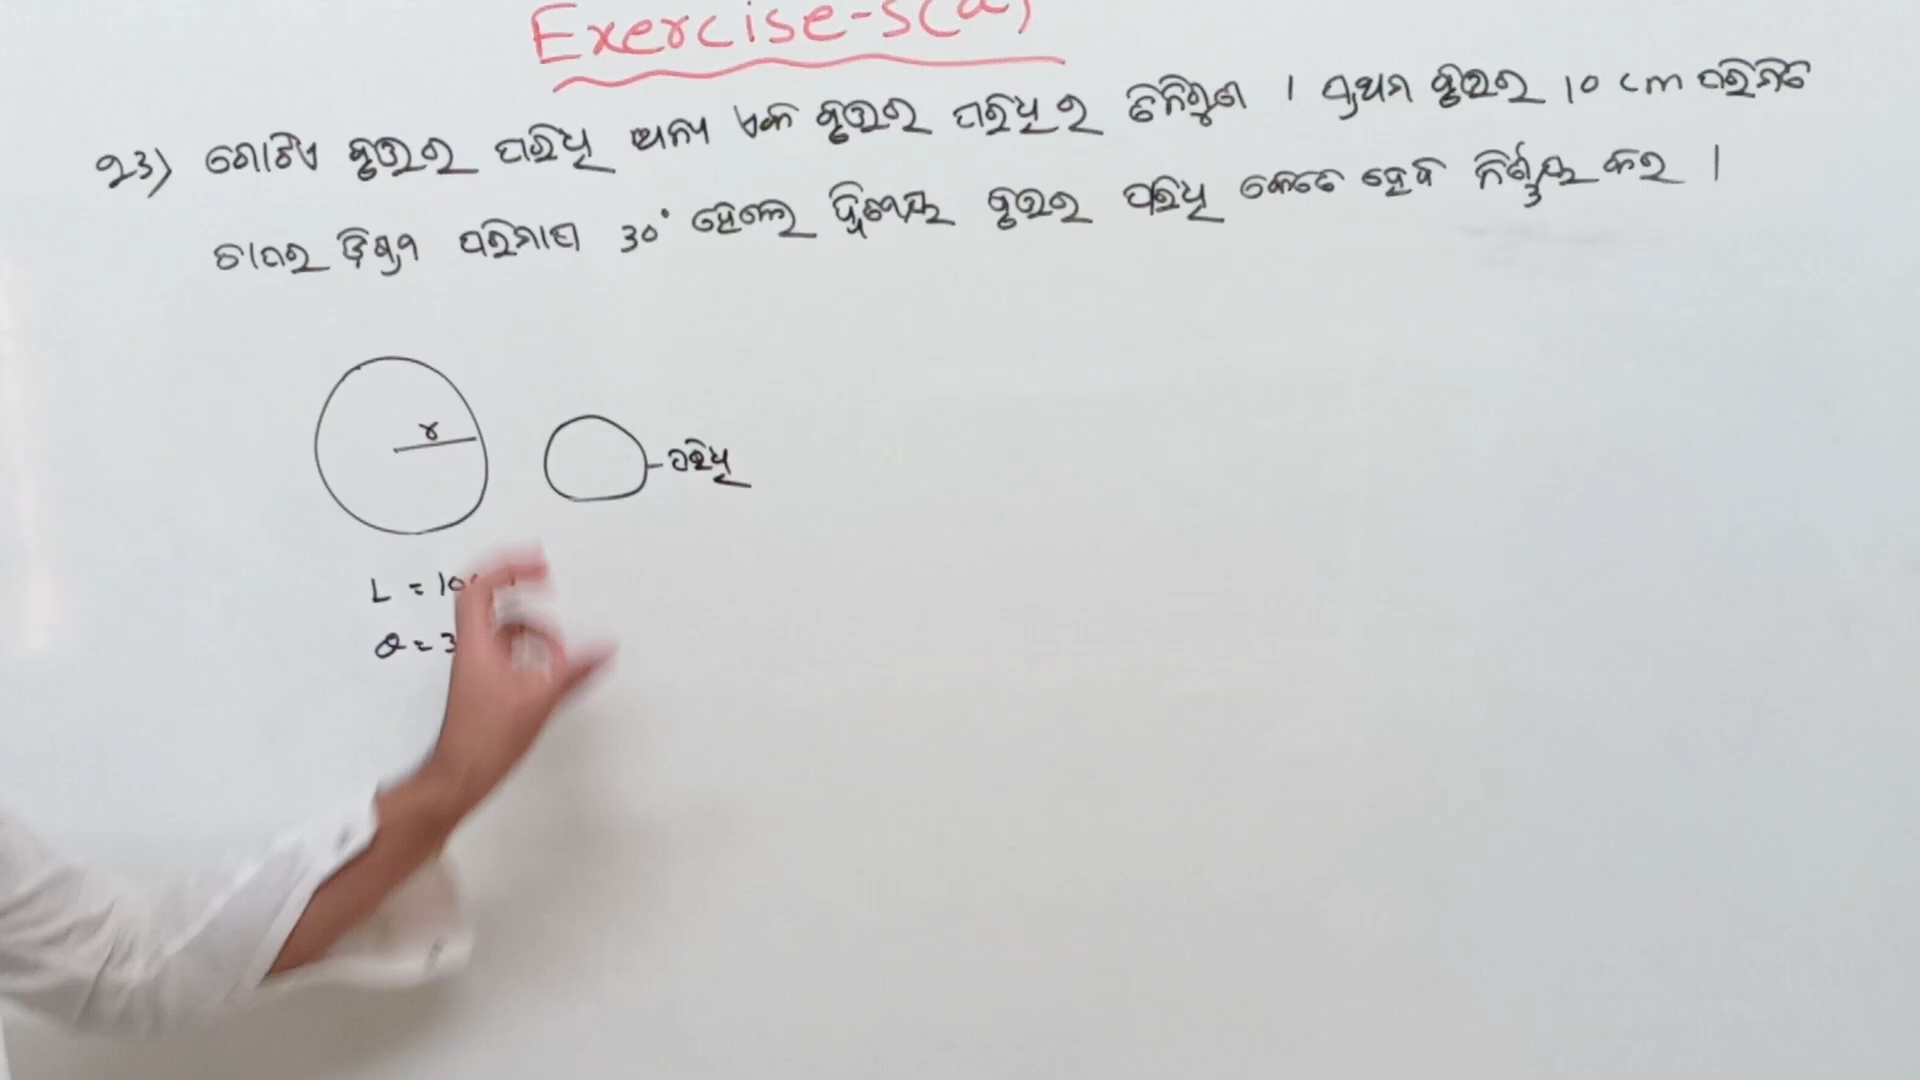 Exercise-5(a)
23) ଗୋଟିଏ ବୃତ୍ତର ପରିଧି ଅନ୍ୟ ଏକ ବୃତ୍ତର ପରିଧିର ତିନିଗୁଣ । ପ୍ରଥମ ବୃତ୍ତର 10 cm ପରିମିତ
ଚାପର ଡିଗ୍ରୀ ପରିମାପ 30° ହେଲେ ଦ୍ୱିତୀୟ ବୃତ୍ତର ପରିଧି କେତେ ହେବ ନିର୍ଣ୍ଣୟ କର ।
r
ପରିଧି
L = 10
θ = 3